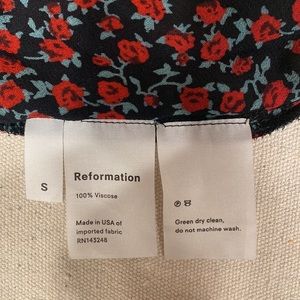 S
Reformation
100% Viscose
Made in USA of
imported fabric
RN143248
Green dry clean,
do not machine wash.